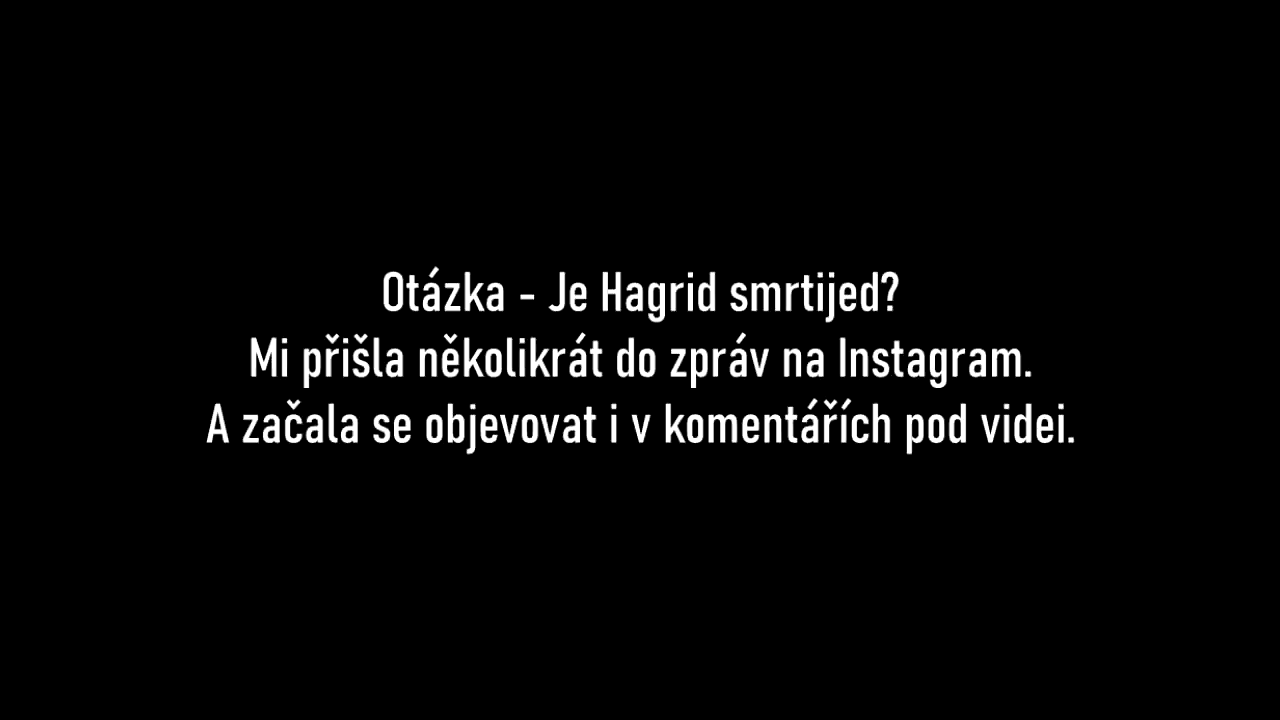 Otázka - Je Hagrid smrtijed?
Mi přišla několikrát do zpráv na Instagram.
A začala se objevovat i v komentářích pod videi.